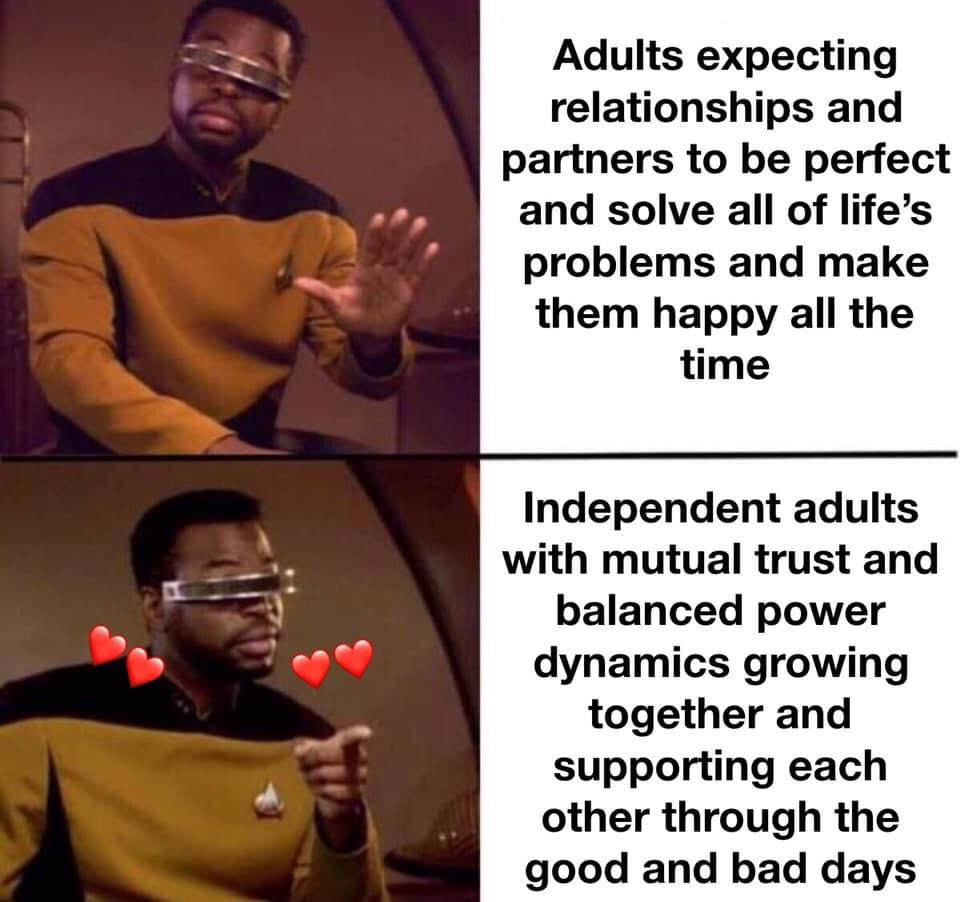 Adults expecting
relationships and
partners to be perfect
and solve all of life’s
problems and make
them happy all the
time
Independent adults
with mutual trust and
balanced power
dynamics growing
together and
supporting each
other through the
good and bad days